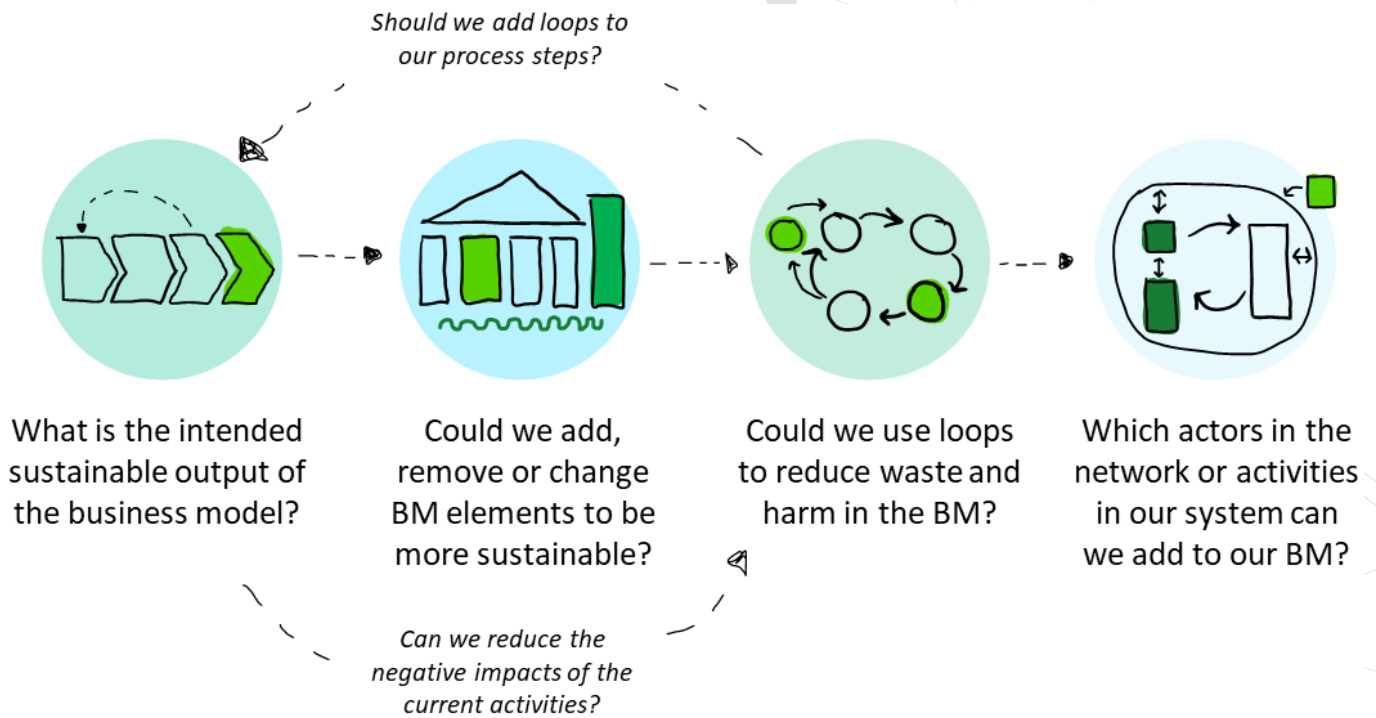 Should we add loops to
our process steps?
What is the intended
sustainable output of
the business model?
Could we add,
remove or change
BM elements to be
more sustainable?
Could we use loops
to reduce waste and
harm in the BM?
Which actors in the
network or activities
in our system can
we add to our BM?
Can we reduce the
negative impacts of the
current activities?